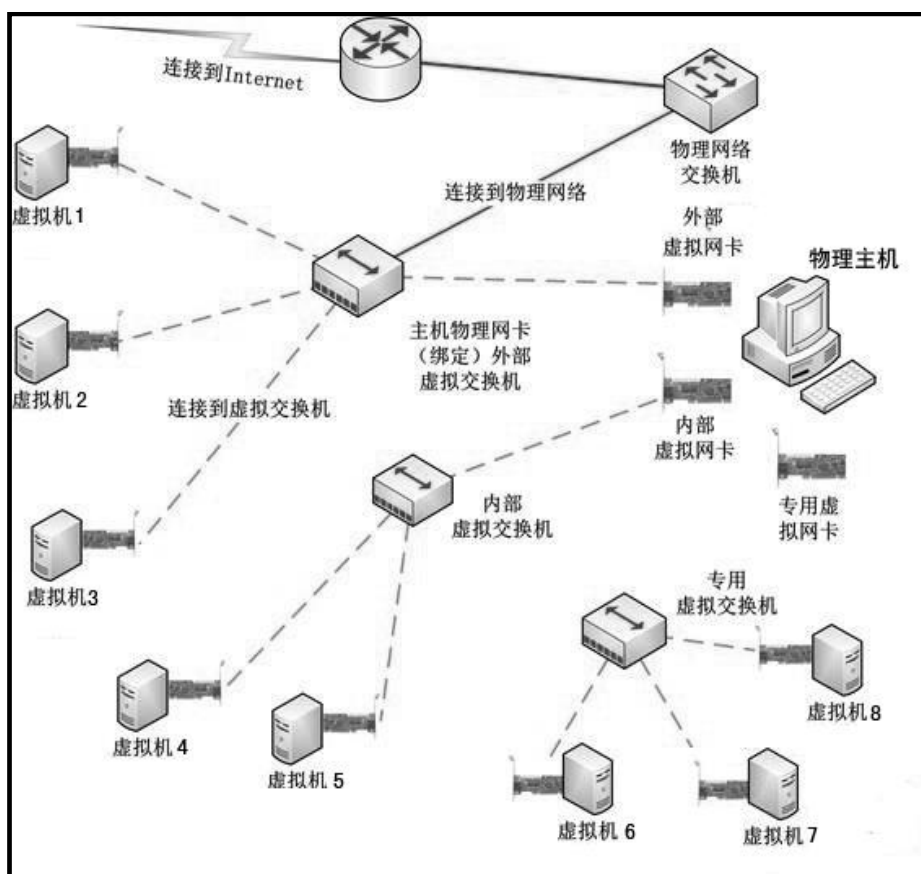 连接到Internet
物理网络
交换机
虚拟机1
连接到物理网络
外部
虚拟网卡
物理主机
虚拟机2
主机物理网卡
（绑定）外部
虚拟交换机
连接到虚拟交换机
内部
虚拟网卡
内部
虚拟交换机
专用虚
拟网卡
虚拟机3
专用
虚拟交换机
虚拟机4
虚拟机5
虚拟机8
虚拟机6
虚拟机7